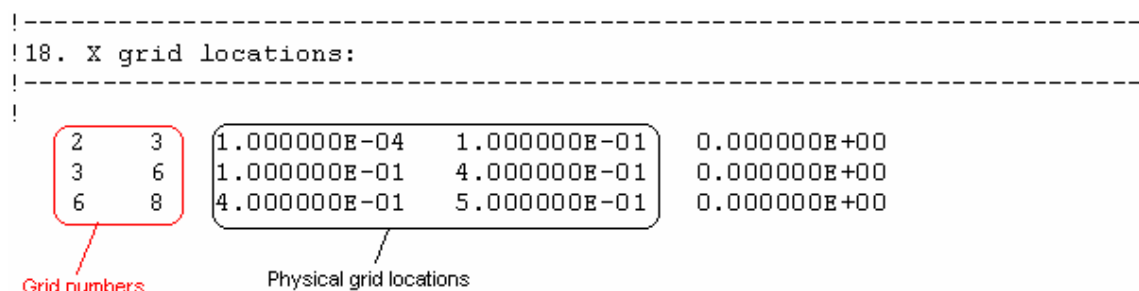 !-----------------------------------------------------------------
!18. X grid locations:
!-----------------------------------------------------------------
!
2 3 1.000000E-04 1.000000E-01 0.000000E+00
3 6 1.000000E-01 4.000000E-01 0.000000E+00
6 8 4.000000E-01 5.000000E-01 0.000000E+00
Grid numbers Physical grid locations